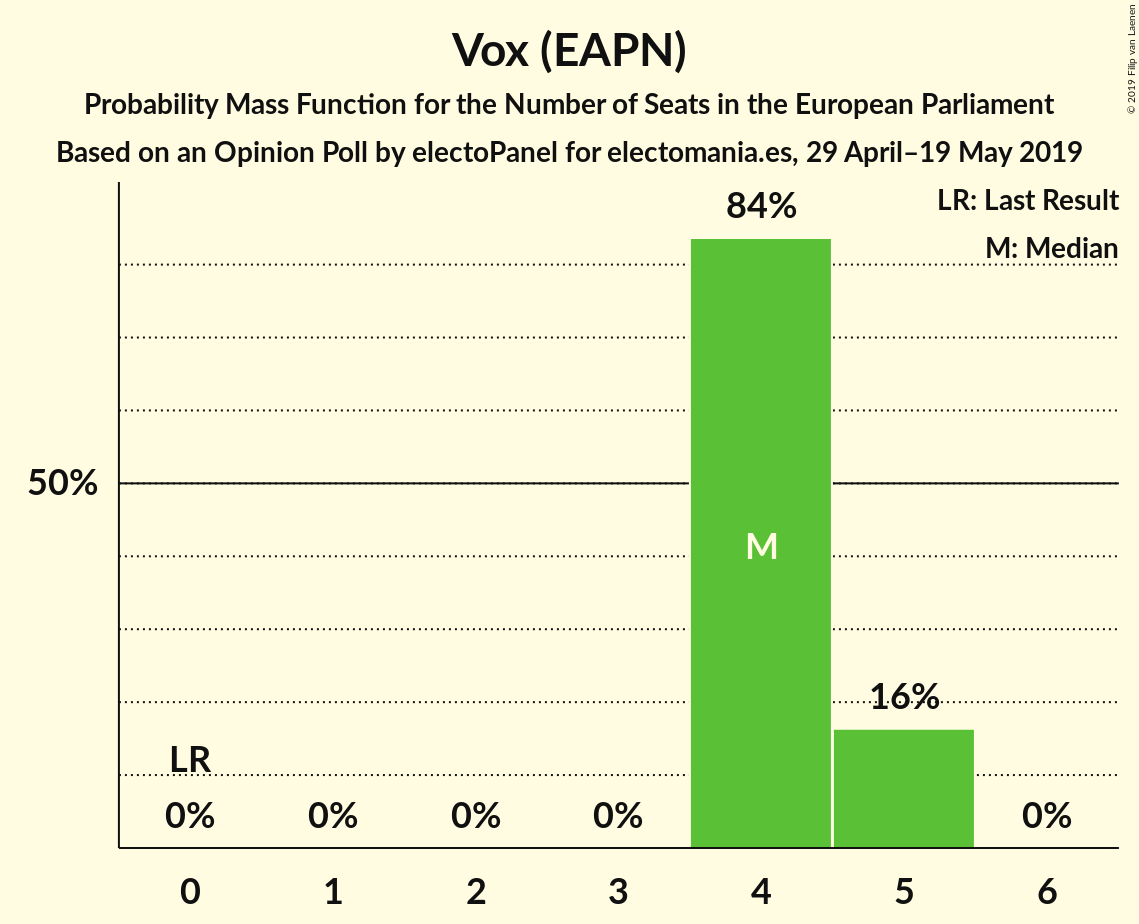 Vox (EAPN)
Probability Mass Function for the Number of Seats in the European Parliament
Based on an Opinion Poll by electoPanel for electomania.es, 29 April–19 May 2019
© 2019 Filip van Laenen
LR: Last Result
M: Median
84%
50%
M
16%
LR
0% 0% 0% 0% 0%
0 1 2 3 4 5 6